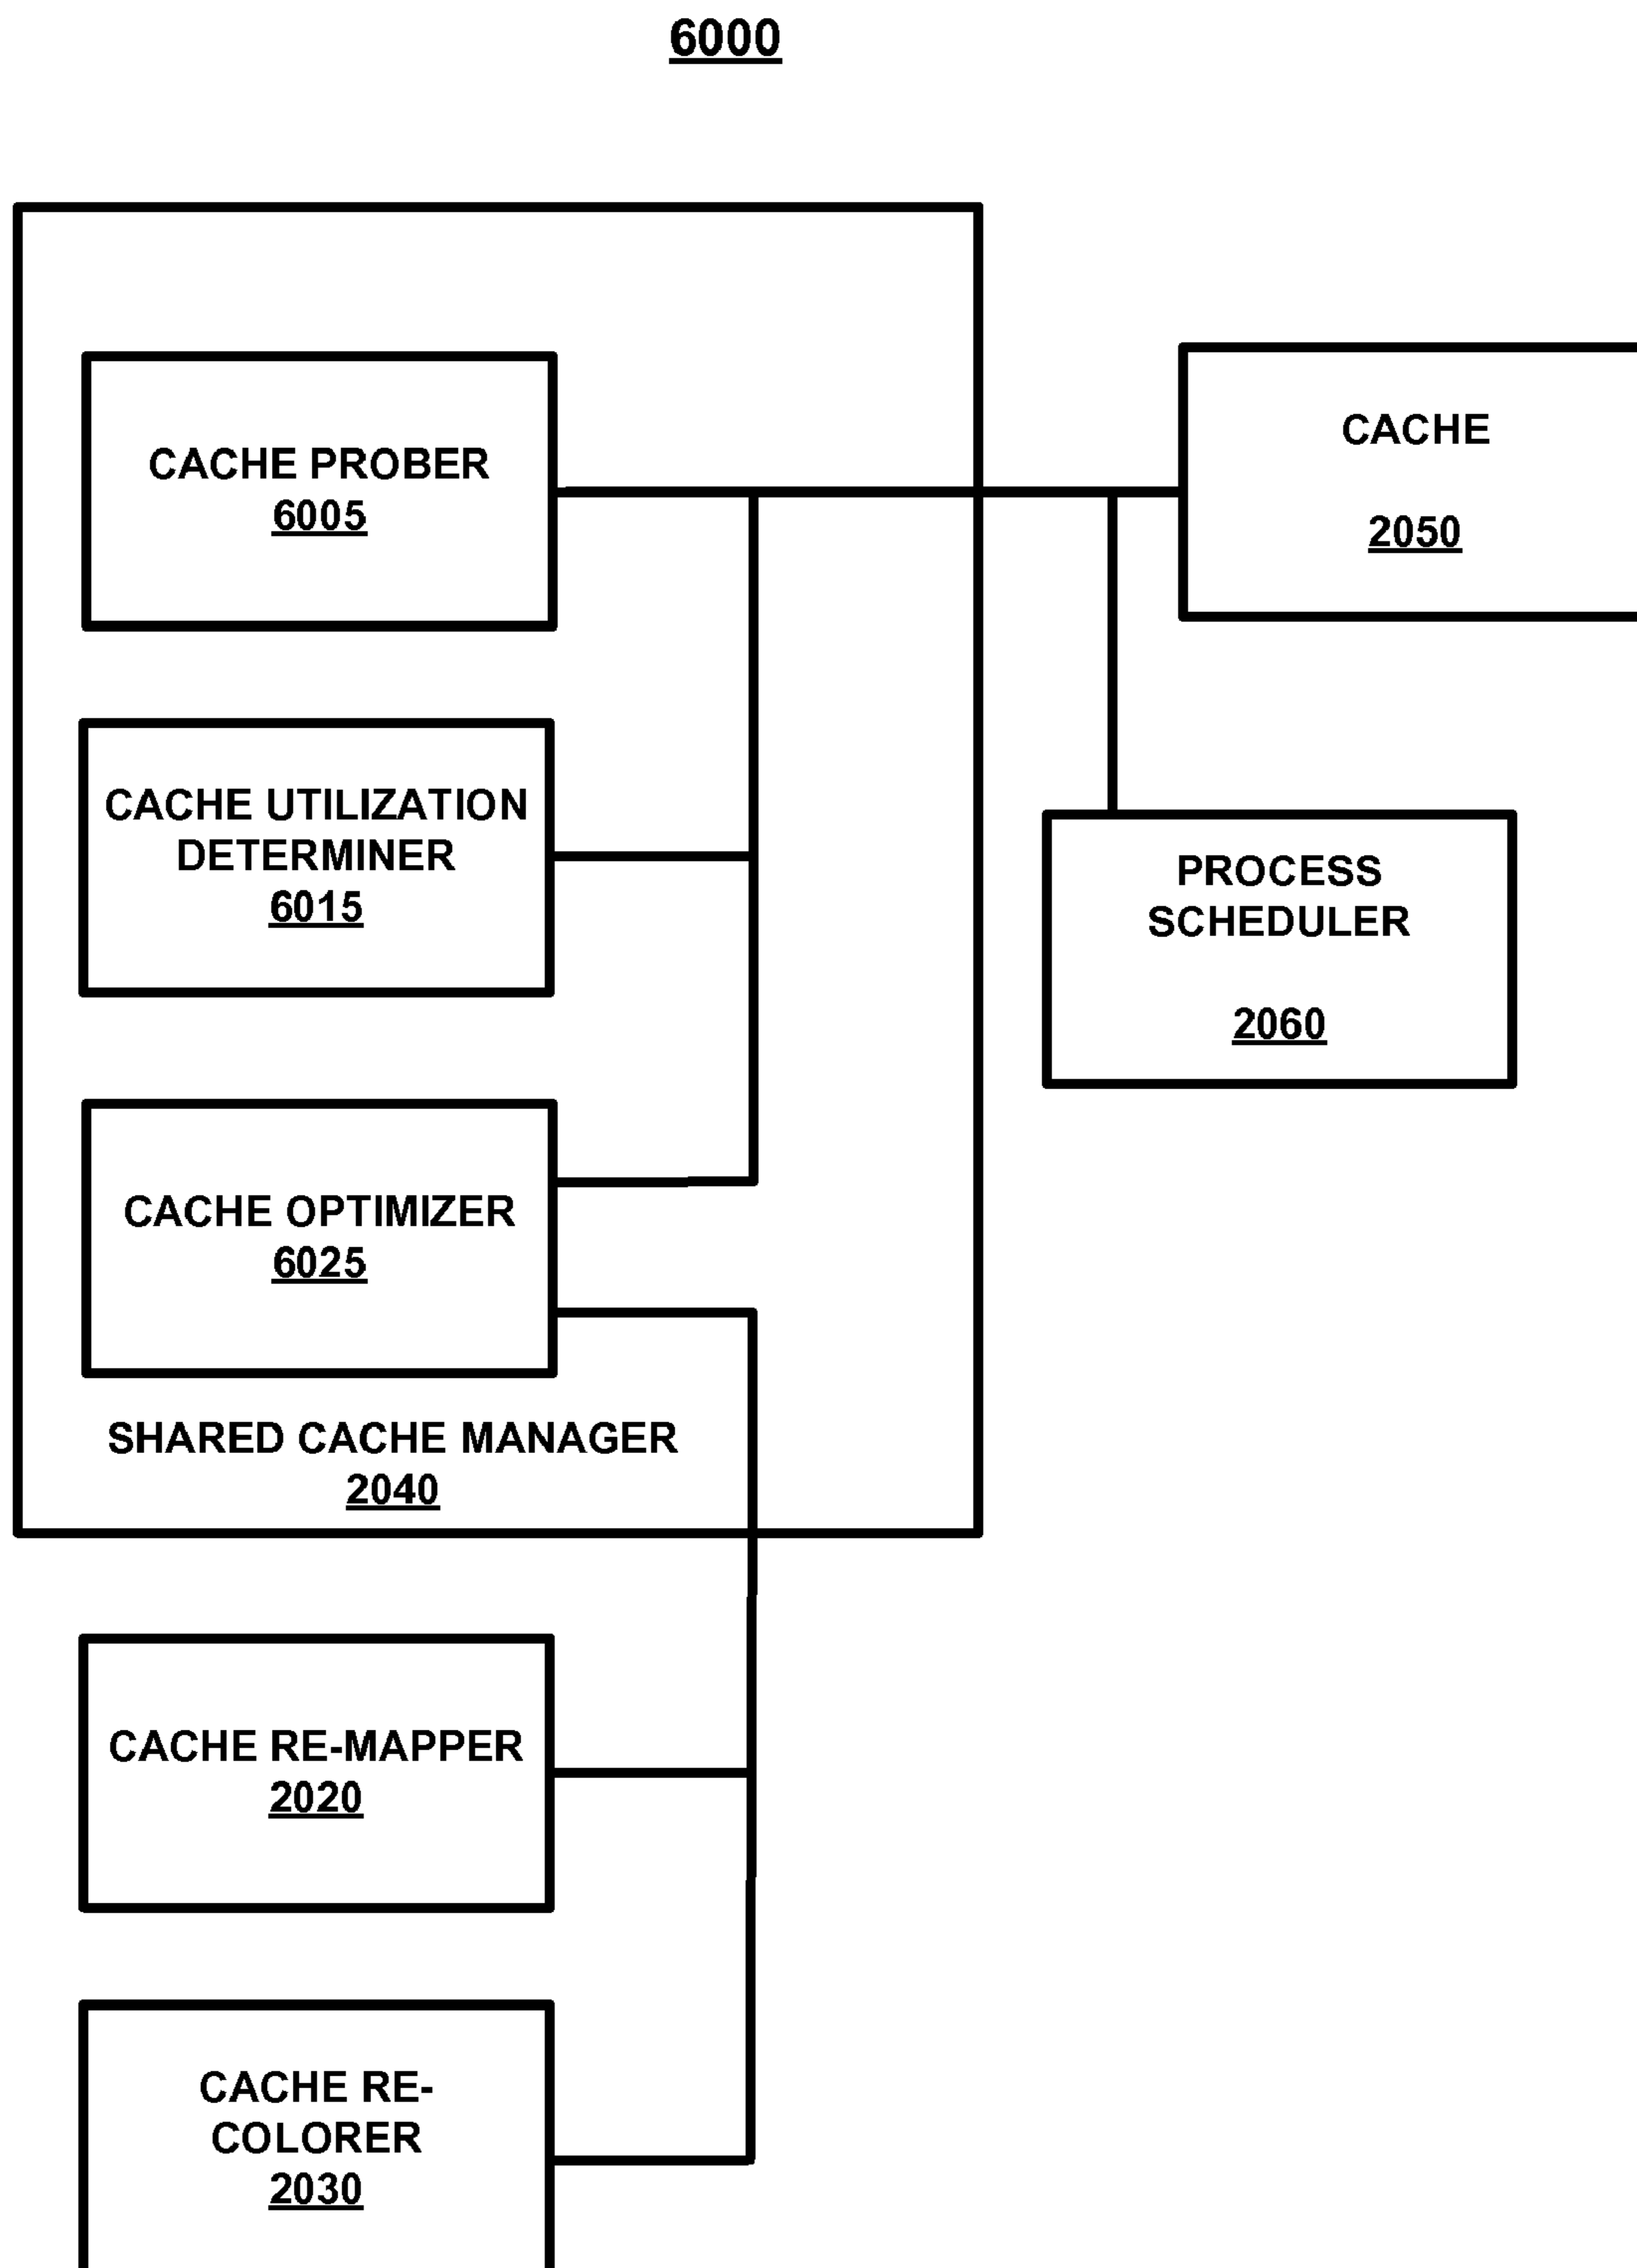 6000
CACHE PROBER
6005
CACHE
2050
CACHE UTILIZATION
DETERMINER
6015
PROCESS
SCHEDULER
2060
CACHE OPTIMIZER
6025
SHARED CACHE MANAGER
2040
CACHE RE-MAPPER
2020
CACHE RE-
COLORER
2030